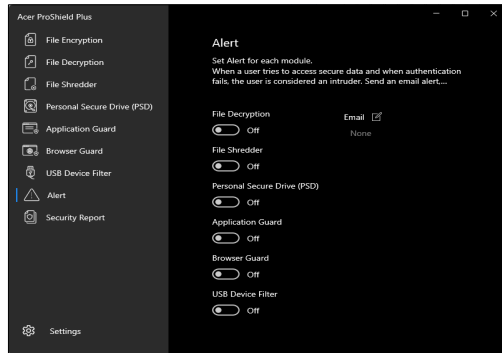 Acer ProShield Plus
File Encryption
File Decryption
File Shredder
Personal Secure Drive (PSD)
Application Guard
Browser Guard
USB Device Filter
Alert
Security Report
Settings
Alert
Set Alert for each module.
When a user tries to access secure data and when authentication
fails, the user is considered an intruder. Send an email alert,...
File Decryption
Off
Email
None
File Shredder
Off
Personal Secure Drive (PSD)
Off
Application Guard
Off
Browser Guard
Off
USB Device Filter
Off